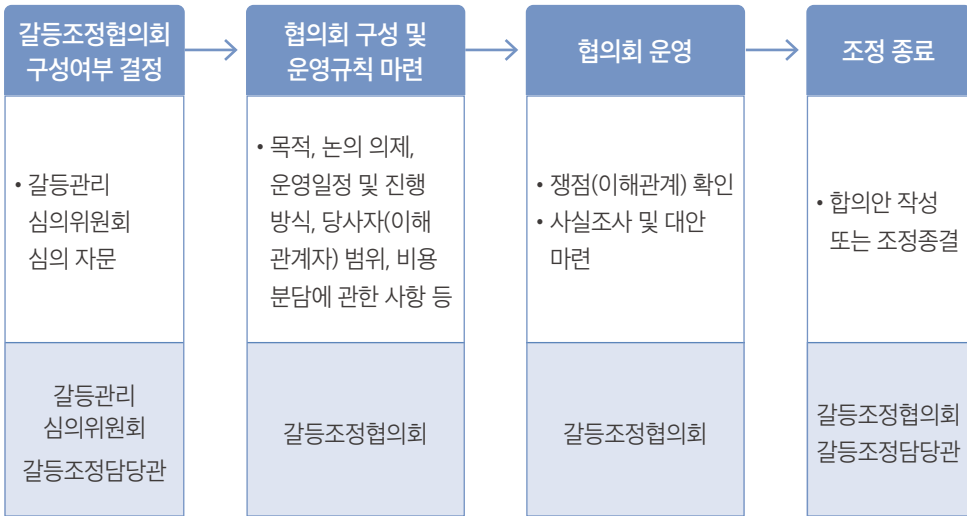 갈등조정협의회
구성여부 결정
협의회 구성 및
운영규칙 마련
협의회 운영
조정 종료
• 갈등관리
심의위원회
심의 자문
• 목적, 논의 의제,
운영일정 및 진행
방식, 당사자(이해
관계자) 범위, 비용
분담에 관한 사항 등
• 쟁점(이해관계) 확인
• 사실조사 및 대안
마련
• 합의안 작성
또는 조정종결
갈등관리
심의위원회
갈등조정담당관
갈등조정협의회
갈등조정협의회
갈등조정협의회
갈등조정담당관